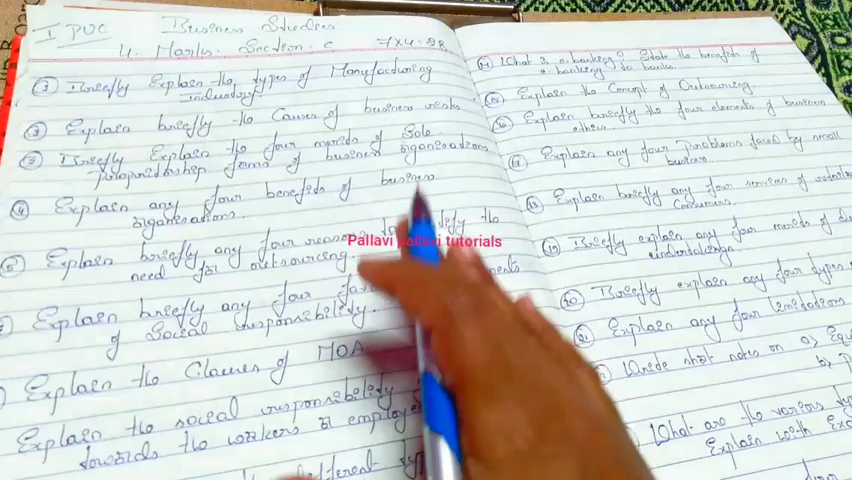 I PUC Business Studies
4 Marks Section - C 7x4=28
① Briefly Explain the types of Manufacturing
Industry.
② Explain briefly the Causes of business risks
③ Briefly Explain the four merits of Sole
proprietorship forms of business organisations
④ Explain any four benefits of business
organisations.
⑤ Explain briefly any four reasons to the
need for outsourcing.
Explain briefly any four
of Social responsibility.
Explain the Clauses of MOA
Explain the social responsibility
towards the workers or employees
different
⑭ What is e-banking? State the benefits of
e-banking to banks.
⑮ Explain the Concept of Outsourcing
⑯ Explain briefly the four elements of business
ethics.
⑰ Explain any four Problems faced by small
business
⑱ Explain briefly any four services of
Consumers.
⑲ Briefly explain any four merits of
undertakings
⑳ Briefly explain any four types
㉑ Explain any four limitations
Write short notes on a)
b)
What are the various
Explain with
Pallavi pallavi tutorials